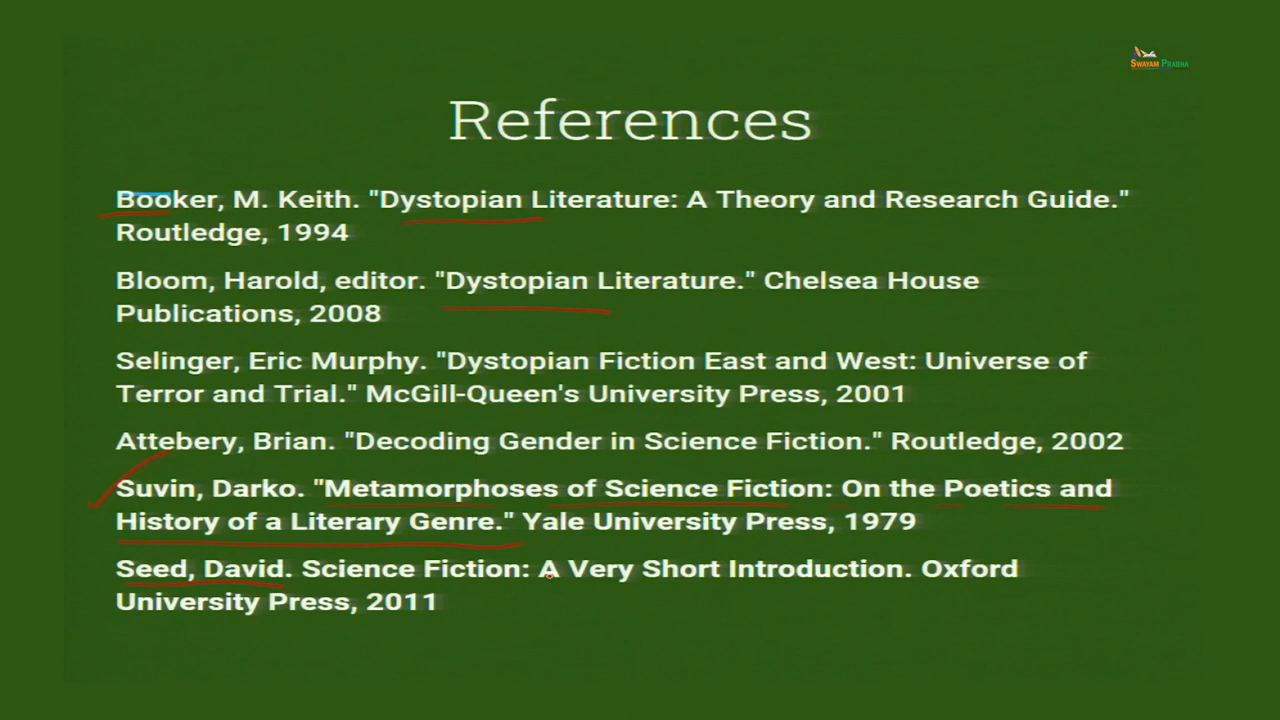 SWAYAM PRABHA
References
Booker, M. Keith. "Dystopian Literature: A Theory and Research Guide."
Routledge, 1994
Bloom, Harold, editor. "Dystopian Literature." Chelsea House
Publications, 2008
Selinger, Eric Murphy. "Dystopian Fiction East and West: Universe of
Terror and Trial." McGill-Queen's University Press, 2001
Attebery, Brian. "Decoding Gender in Science Fiction." Routledge, 2002
Suvin, Darko. "Metamorphoses of Science Fiction: On the Poetics and
History of a Literary Genre." Yale University Press, 1979
Seed, David. Science Fiction: A Very Short Introduction. Oxford
University Press, 2011